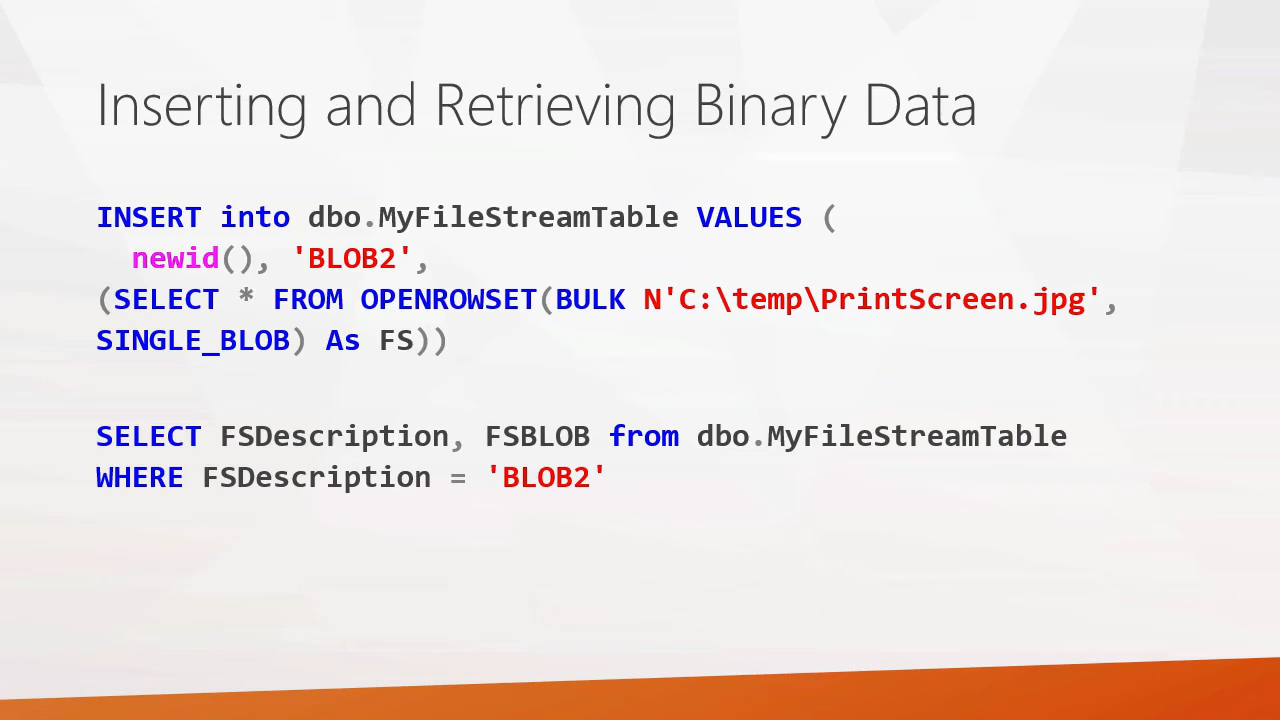 Inserting and Retrieving Binary Data
INSERT into dbo.MyFileStreamTable VALUES (
newid(), 'BLOB2',
(SELECT * FROM OPENROWSET(BULK N'C:\temp\PrintScreen.jpg',
SINGLE_BLOB) As FS))
SELECT FSDescription, FSBLOB from dbo.MyFileStreamTable
WHERE FSDescription = 'BLOB2'